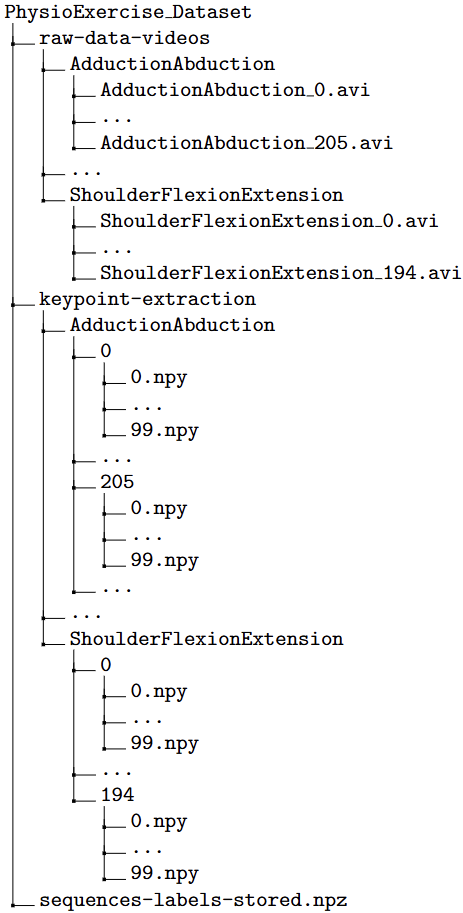 PhysioExercise_Dataset
raw-data-videos
AdductionAbduction
AdductionAbduction_0.avi
...
AdductionAbduction_205.avi
...
ShoulderFlexionExtension
ShoulderFlexionExtension_0.avi
...
ShoulderFlexionExtension_194.avi
keypoint-extraction
AdductionAbduction
0
0.npy
...
99.npy
...
205
0.npy
...
99.npy
...
...
ShoulderFlexionExtension
0
0.npy
...
99.npy
...
194
0.npy
...
99.npy
sequences-labels-stored.npz